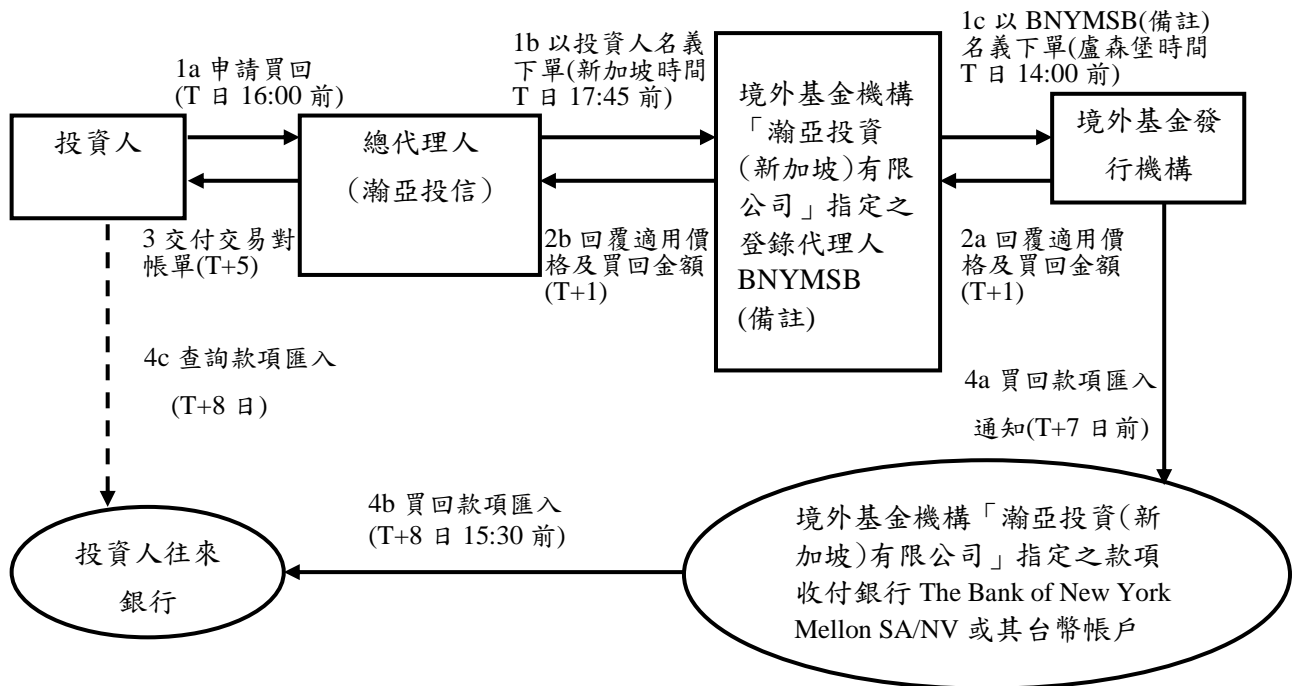 1a 申請買回
(T 日 16:00 前)
1b 以投資人名義
下單(新加坡時間
T 日 17:45 前)
1c 以 BNYMSB(備註)
名義下單(盧森堡時間
T 日 14:00 前)
投資人
總代理人
（瀚亞投信）
境外基金機構
「瀚亞投資
(新加坡)有限
公司」指定之
登錄代理人
BNYMSB
(備註)
境外基金發
行機構
3 交付交易對
帳單(T+5)
2b 回覆適用價
格及買回金額
(T+1)
2a 回覆適用價
格及買回金額
(T+1)
4c 查詢款項匯入
(T+8 日)
4a 買回款項匯入
通知(T+7 日前)
4b 買回款項匯入
(T+8 日 15:30 前)
投資人往來
銀行
境外基金機構「瀚亞投資(新
加坡)有限公司」指定之款項
收付銀行 The Bank of New York
Mellon SA/NV 或其台幣帳戶